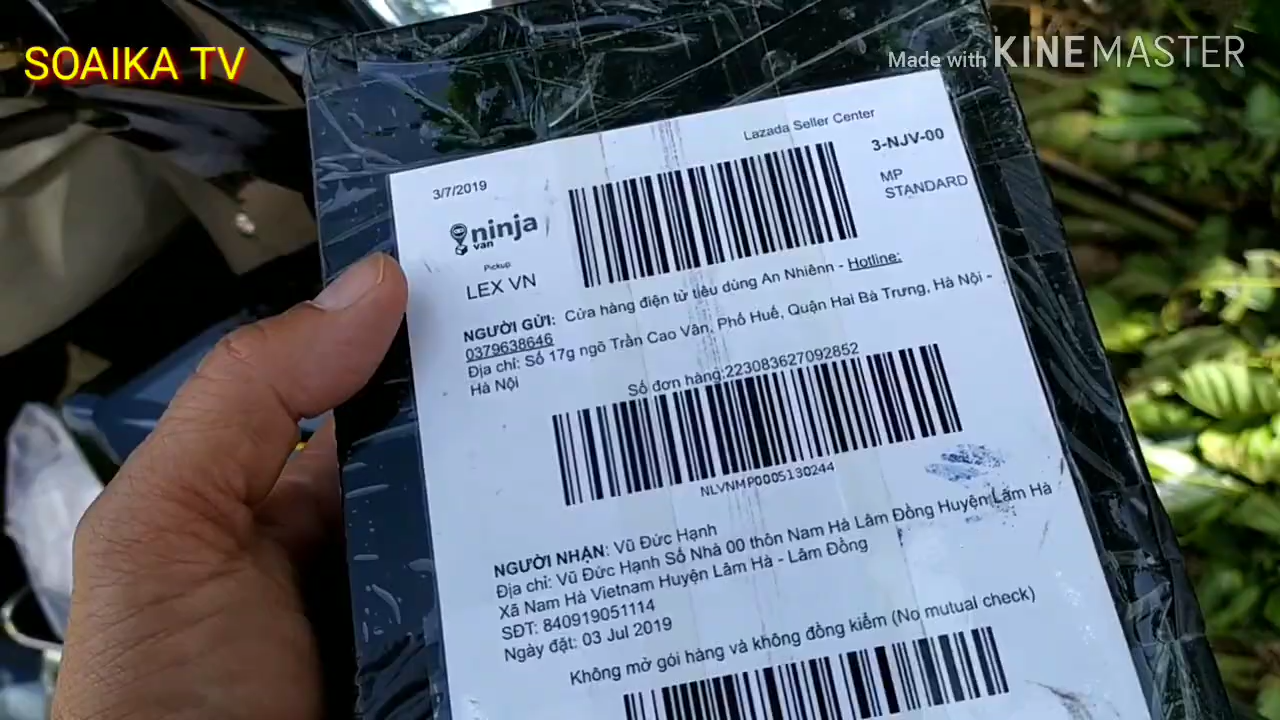 SOAIKA TV
Made with KINEMASTER
Lazada Seller Center
3/7/2019
3-NJV-00
MP
STANDARD
ninja
van
Pickup
LEX VN
NGƯỜI GỬI: Cửa hàng điện tử tiêu dùng An Nhiênn - Hotline:
0379638646
Địa chỉ: Số 17g ngõ Trần Cao Vân, Phố Huế, Quận Hai Bà Trưng, Hà Nội -
Hà Nội
Số đơn hàng:223083627092852
NLVNMP0005130244
NGƯỜI NHẬN: Vũ Đức Hạnh
Địa chỉ: Vũ Đức Hạnh Số Nhà 00 thôn Nam Hà Lâm Đồng Huyện Lâm Hà
Xã Nam Hà Vietnam Huyện Lâm Hà - Lâm Đồng
SĐT: 840919051114
Ngày đặt: 03 Jul 2019
Không mở gói hàng và không đồng kiểm (No mutual check)